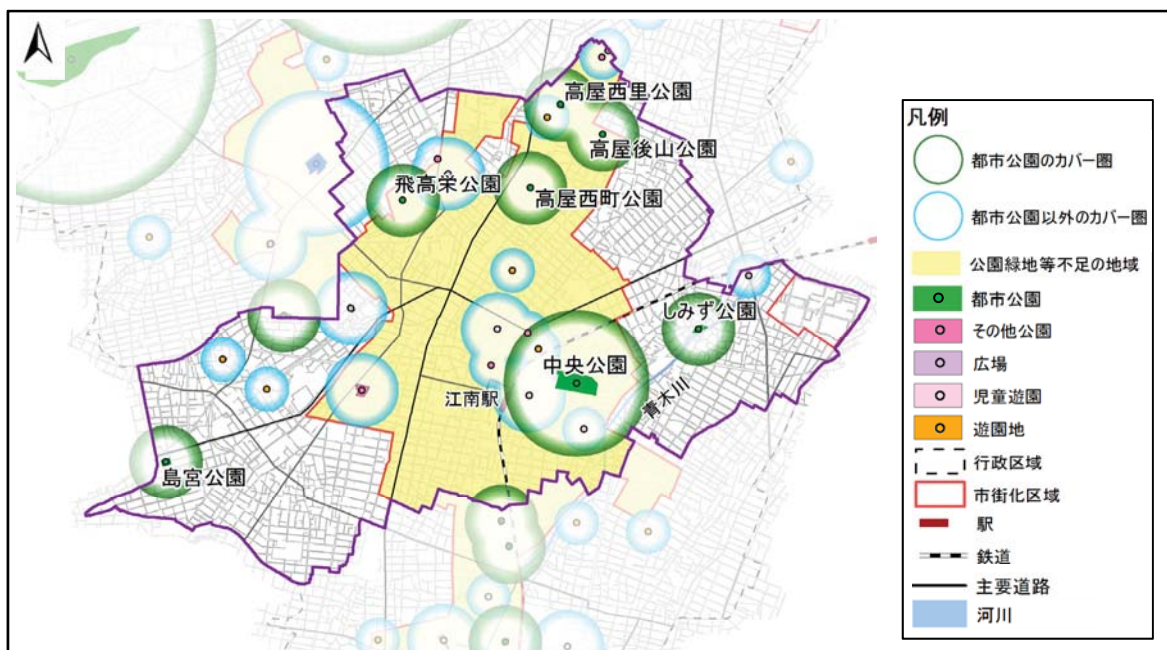 高屋西里公園
高屋後山公園
飛高栄公園
高屋西町公園
しみず公園
中央公園
江南駅
青木川
島宮公園
凡例
都市公園のカバー圏
都市公園以外のカバー圏
公園緑地等不足の地域
都市公園
その他公園
広場
児童遊園
遊園地
行政区域
市街化区域
駅
鉄道
主要道路
河川